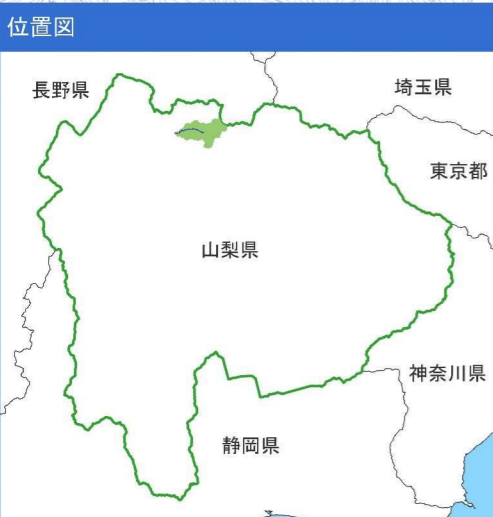 位置図
長野県
埼玉県
東京都
山梨県
神奈川県
静岡県